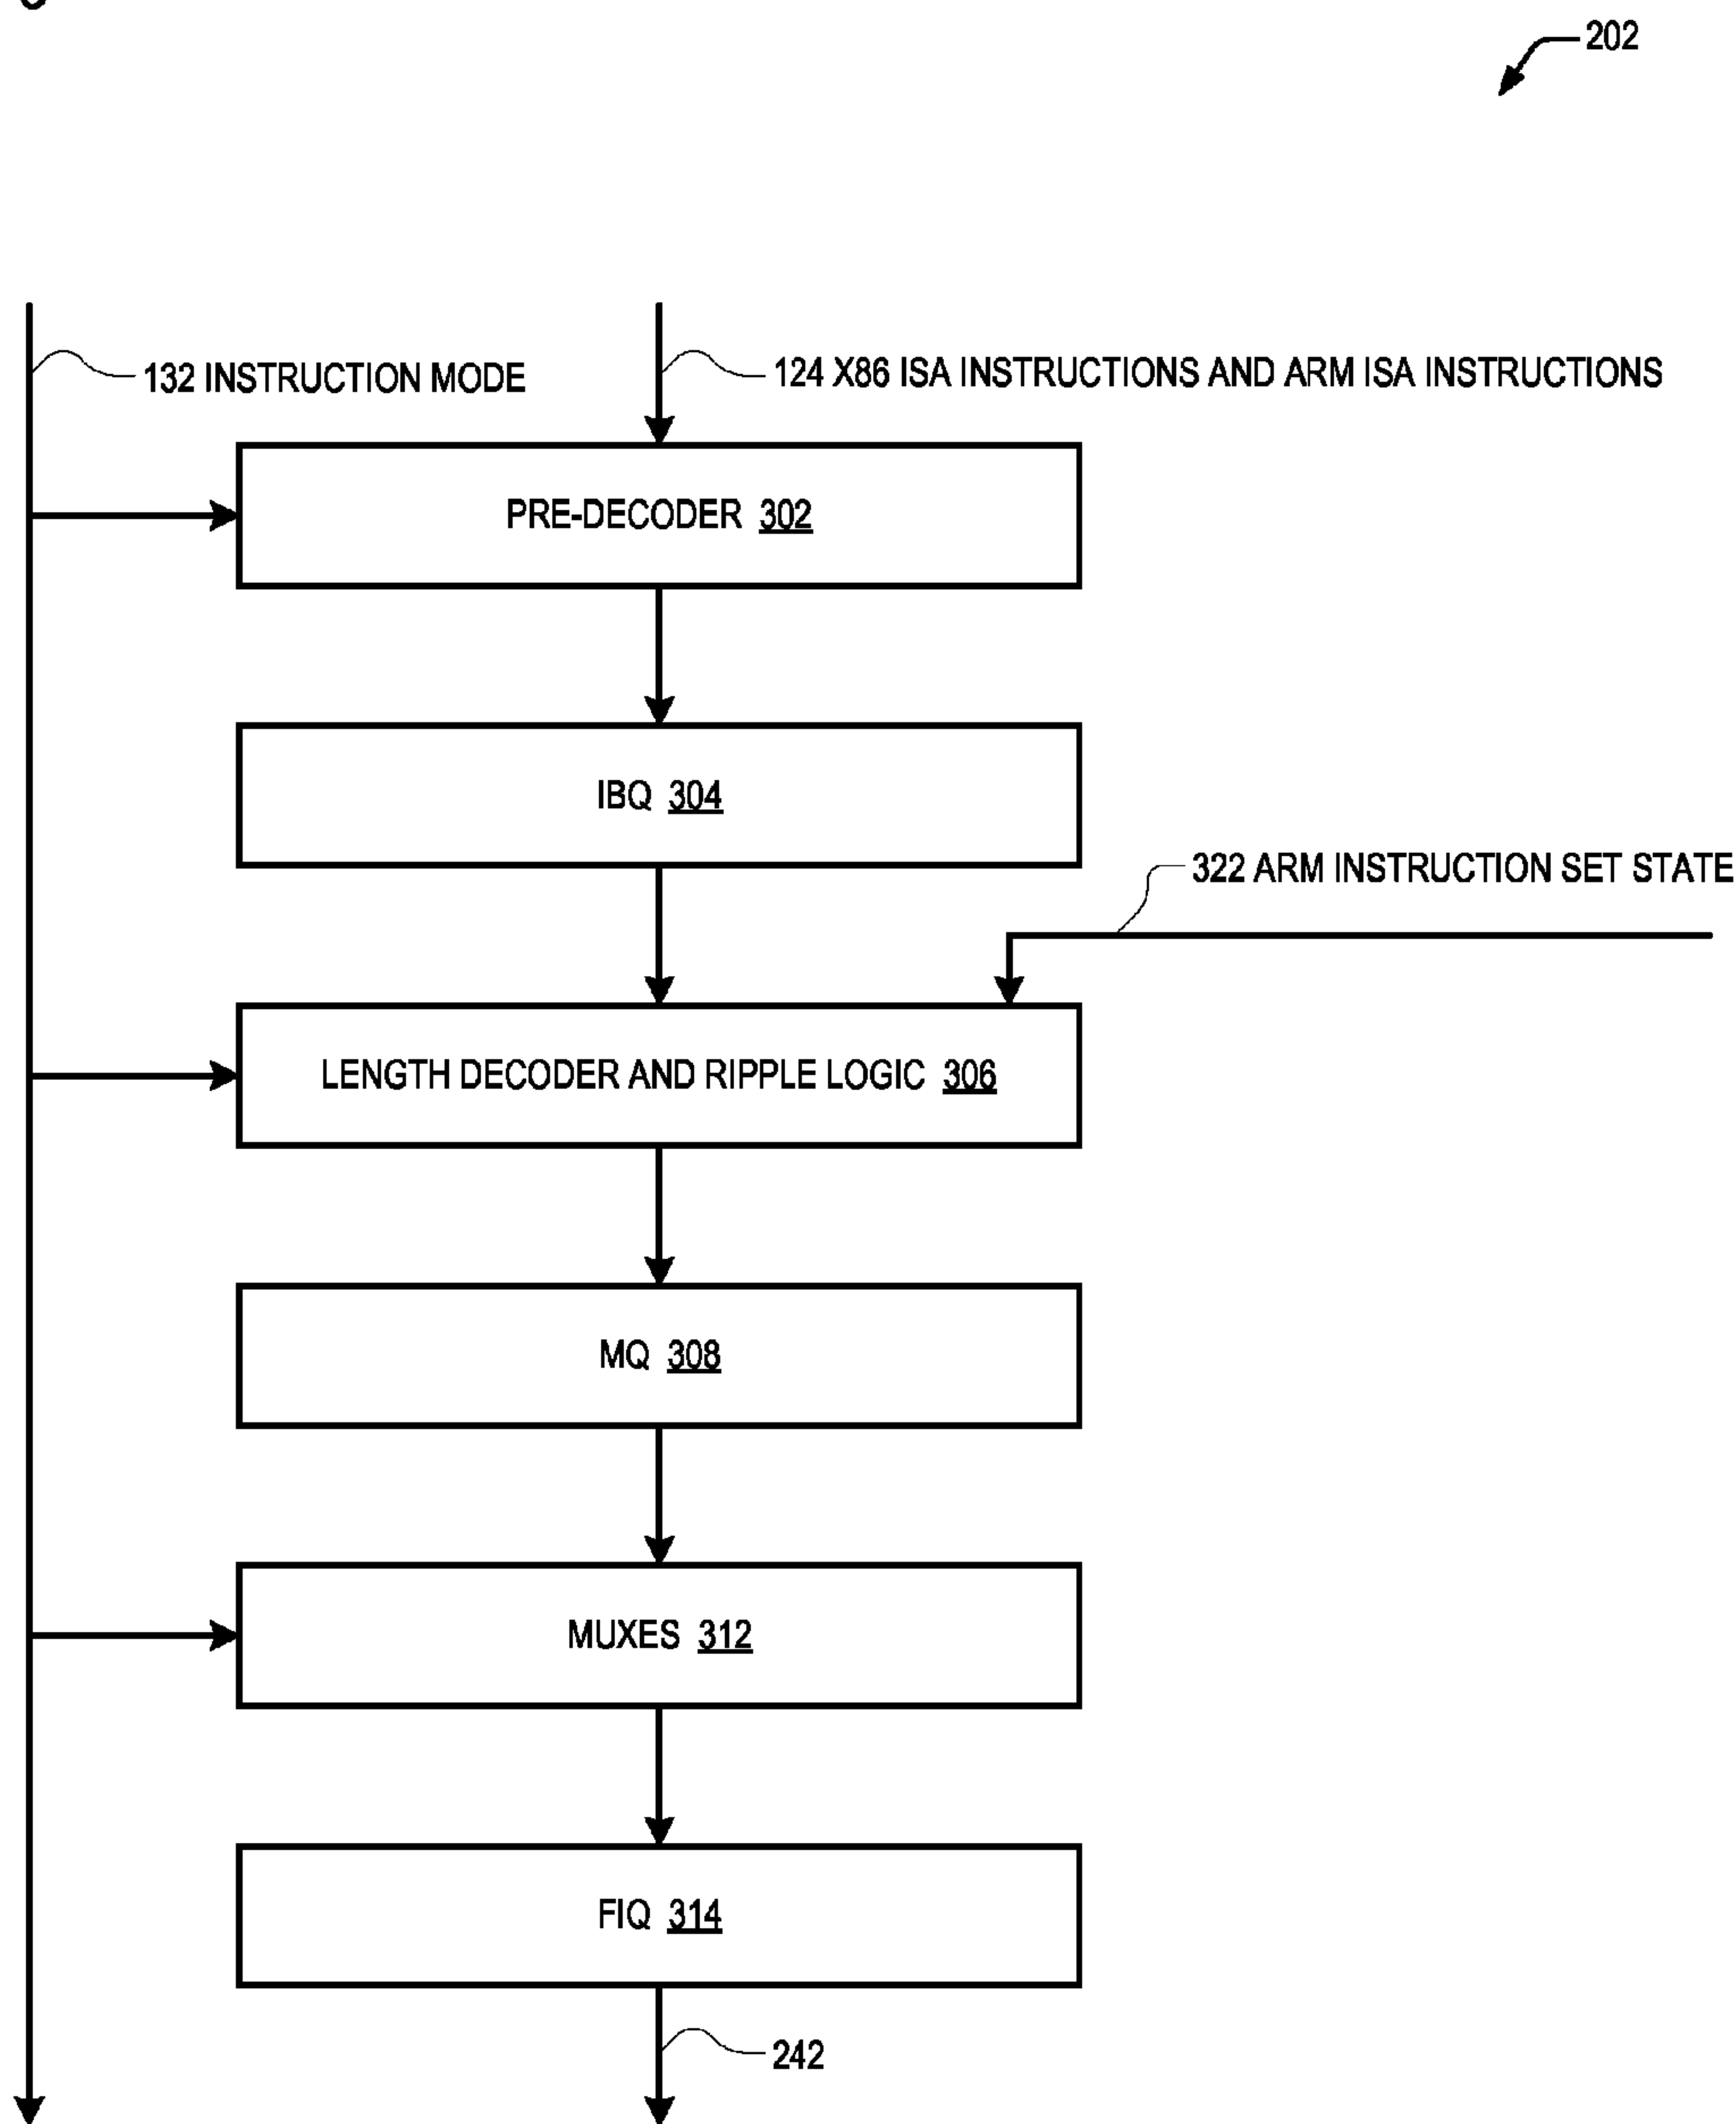 202
132 INSTRUCTION MODE
124 X86 ISA INSTRUCTIONS AND ARM ISA INSTRUCTIONS
PRE-DECODER 302
IBQ 304
322 ARM INSTRUCTION SET STATE
LENGTH DECODER AND RIPPLE LOGIC 306
MQ 308
MUXES 312
FIQ 314
242